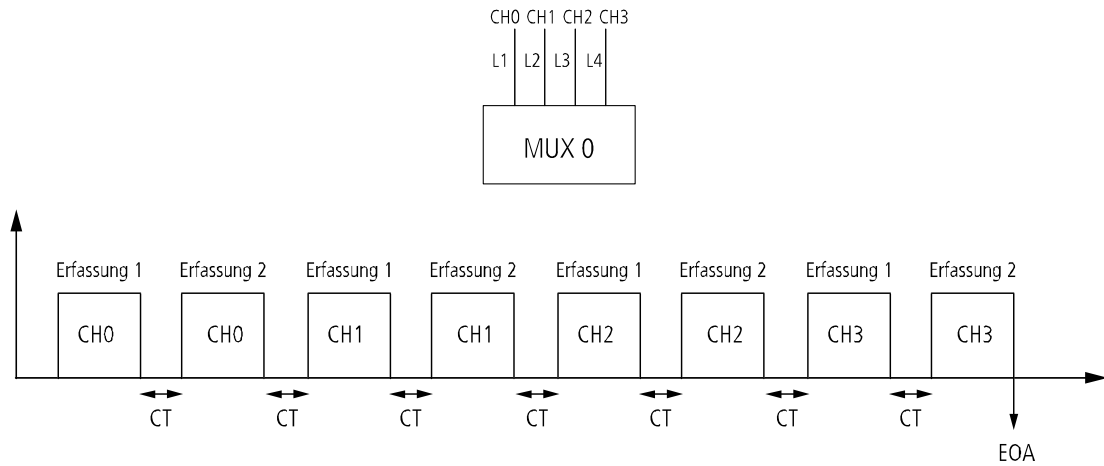 CH0 CH1 CH2 CH3
L1 L2 L3 L4
MUX 0
Erfassung 1 Erfassung 2 Erfassung 1 Erfassung 2 Erfassung 1 Erfassung 2 Erfassung 1 Erfassung 2
CH0 CH0 CH1 CH1 CH2 CH2 CH3 CH3
CT CT CT CT CT CT CT
EOA